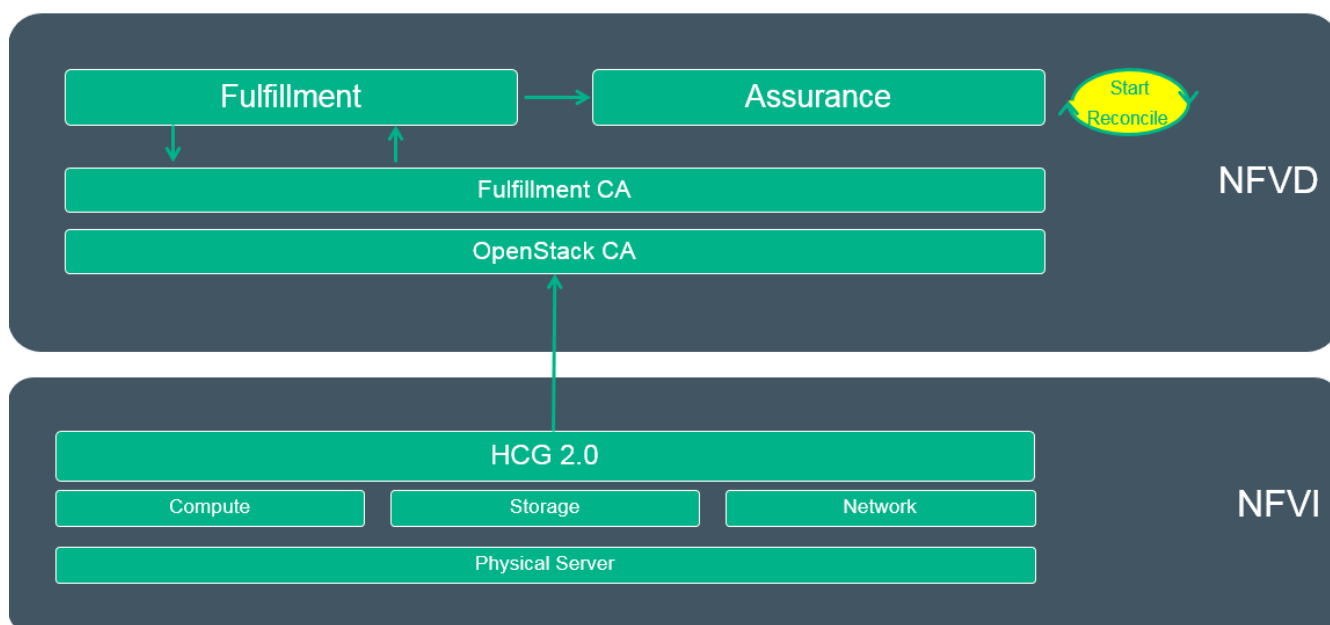 Fulfillment
Assurance
Start
Reconcile
NFVD
Fulfillment CA
OpenStack CA
HCG 2.0
Compute
Storage
Network
NFVI
Physical Server